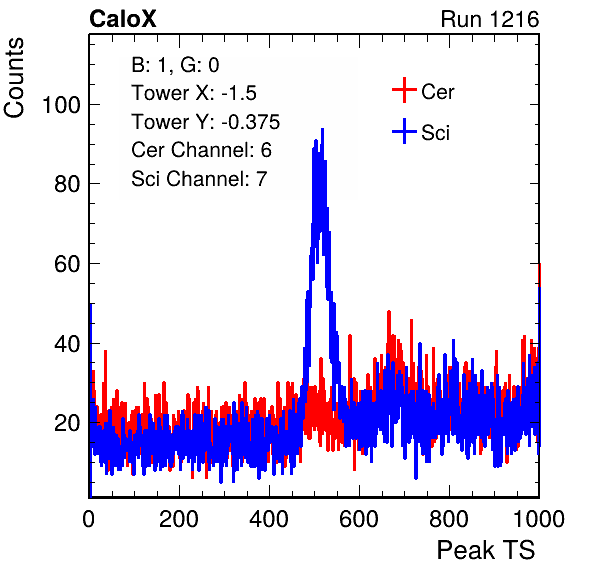 CaloX Run 1216
Counts
B: 1, G: 0
Tower X: -1.5
Tower Y: -0.375
Cer Channel: 6
Sci Channel: 7
Cer
Sci
100
80
60
40
20
0 200 400 600 800 1000
Peak TS